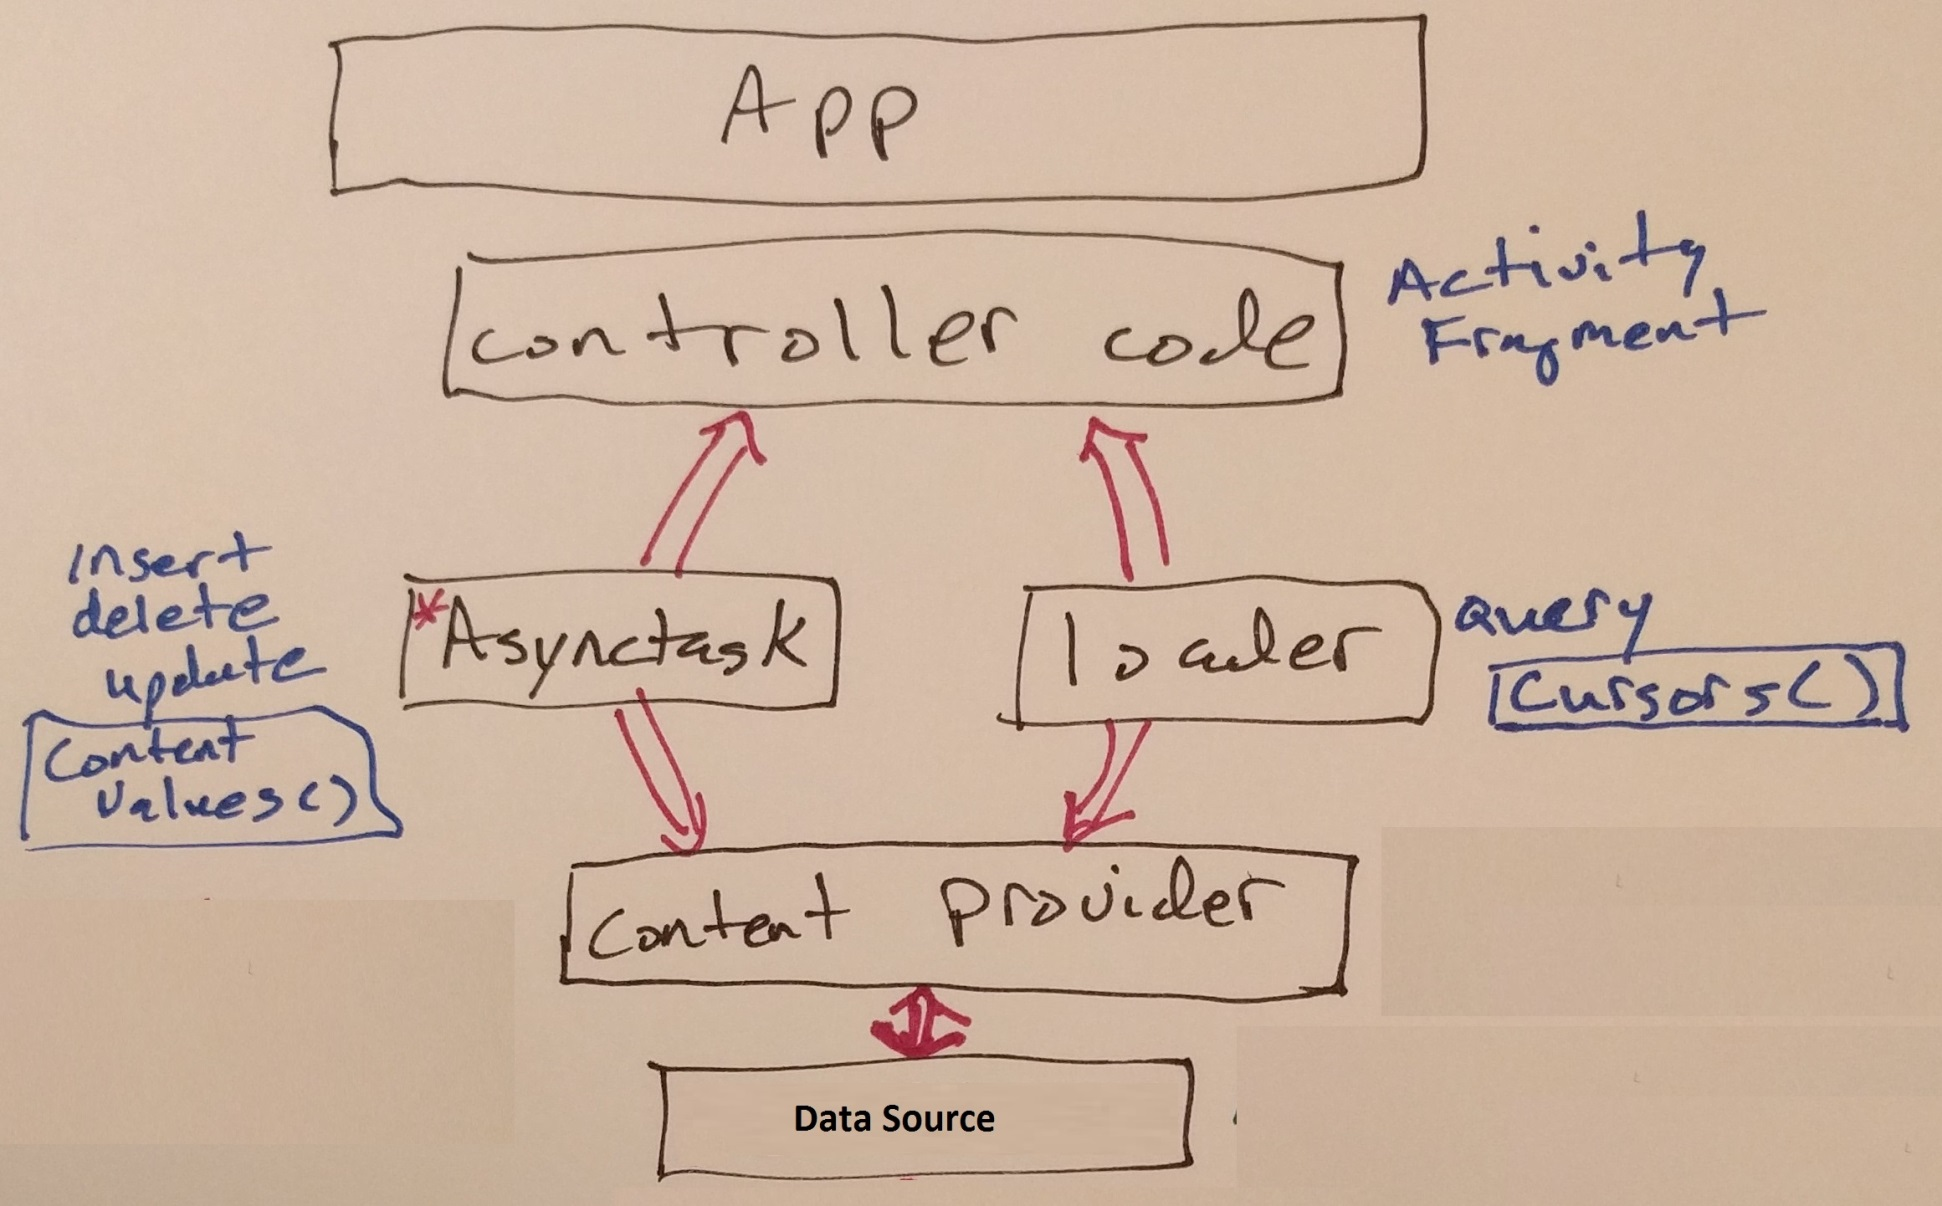 App
controller code
Activity
Fragment
Insert
delete
update
Content
Values()
*Asynctask
loader
Query
Cursors()
Content Provider
Data Source